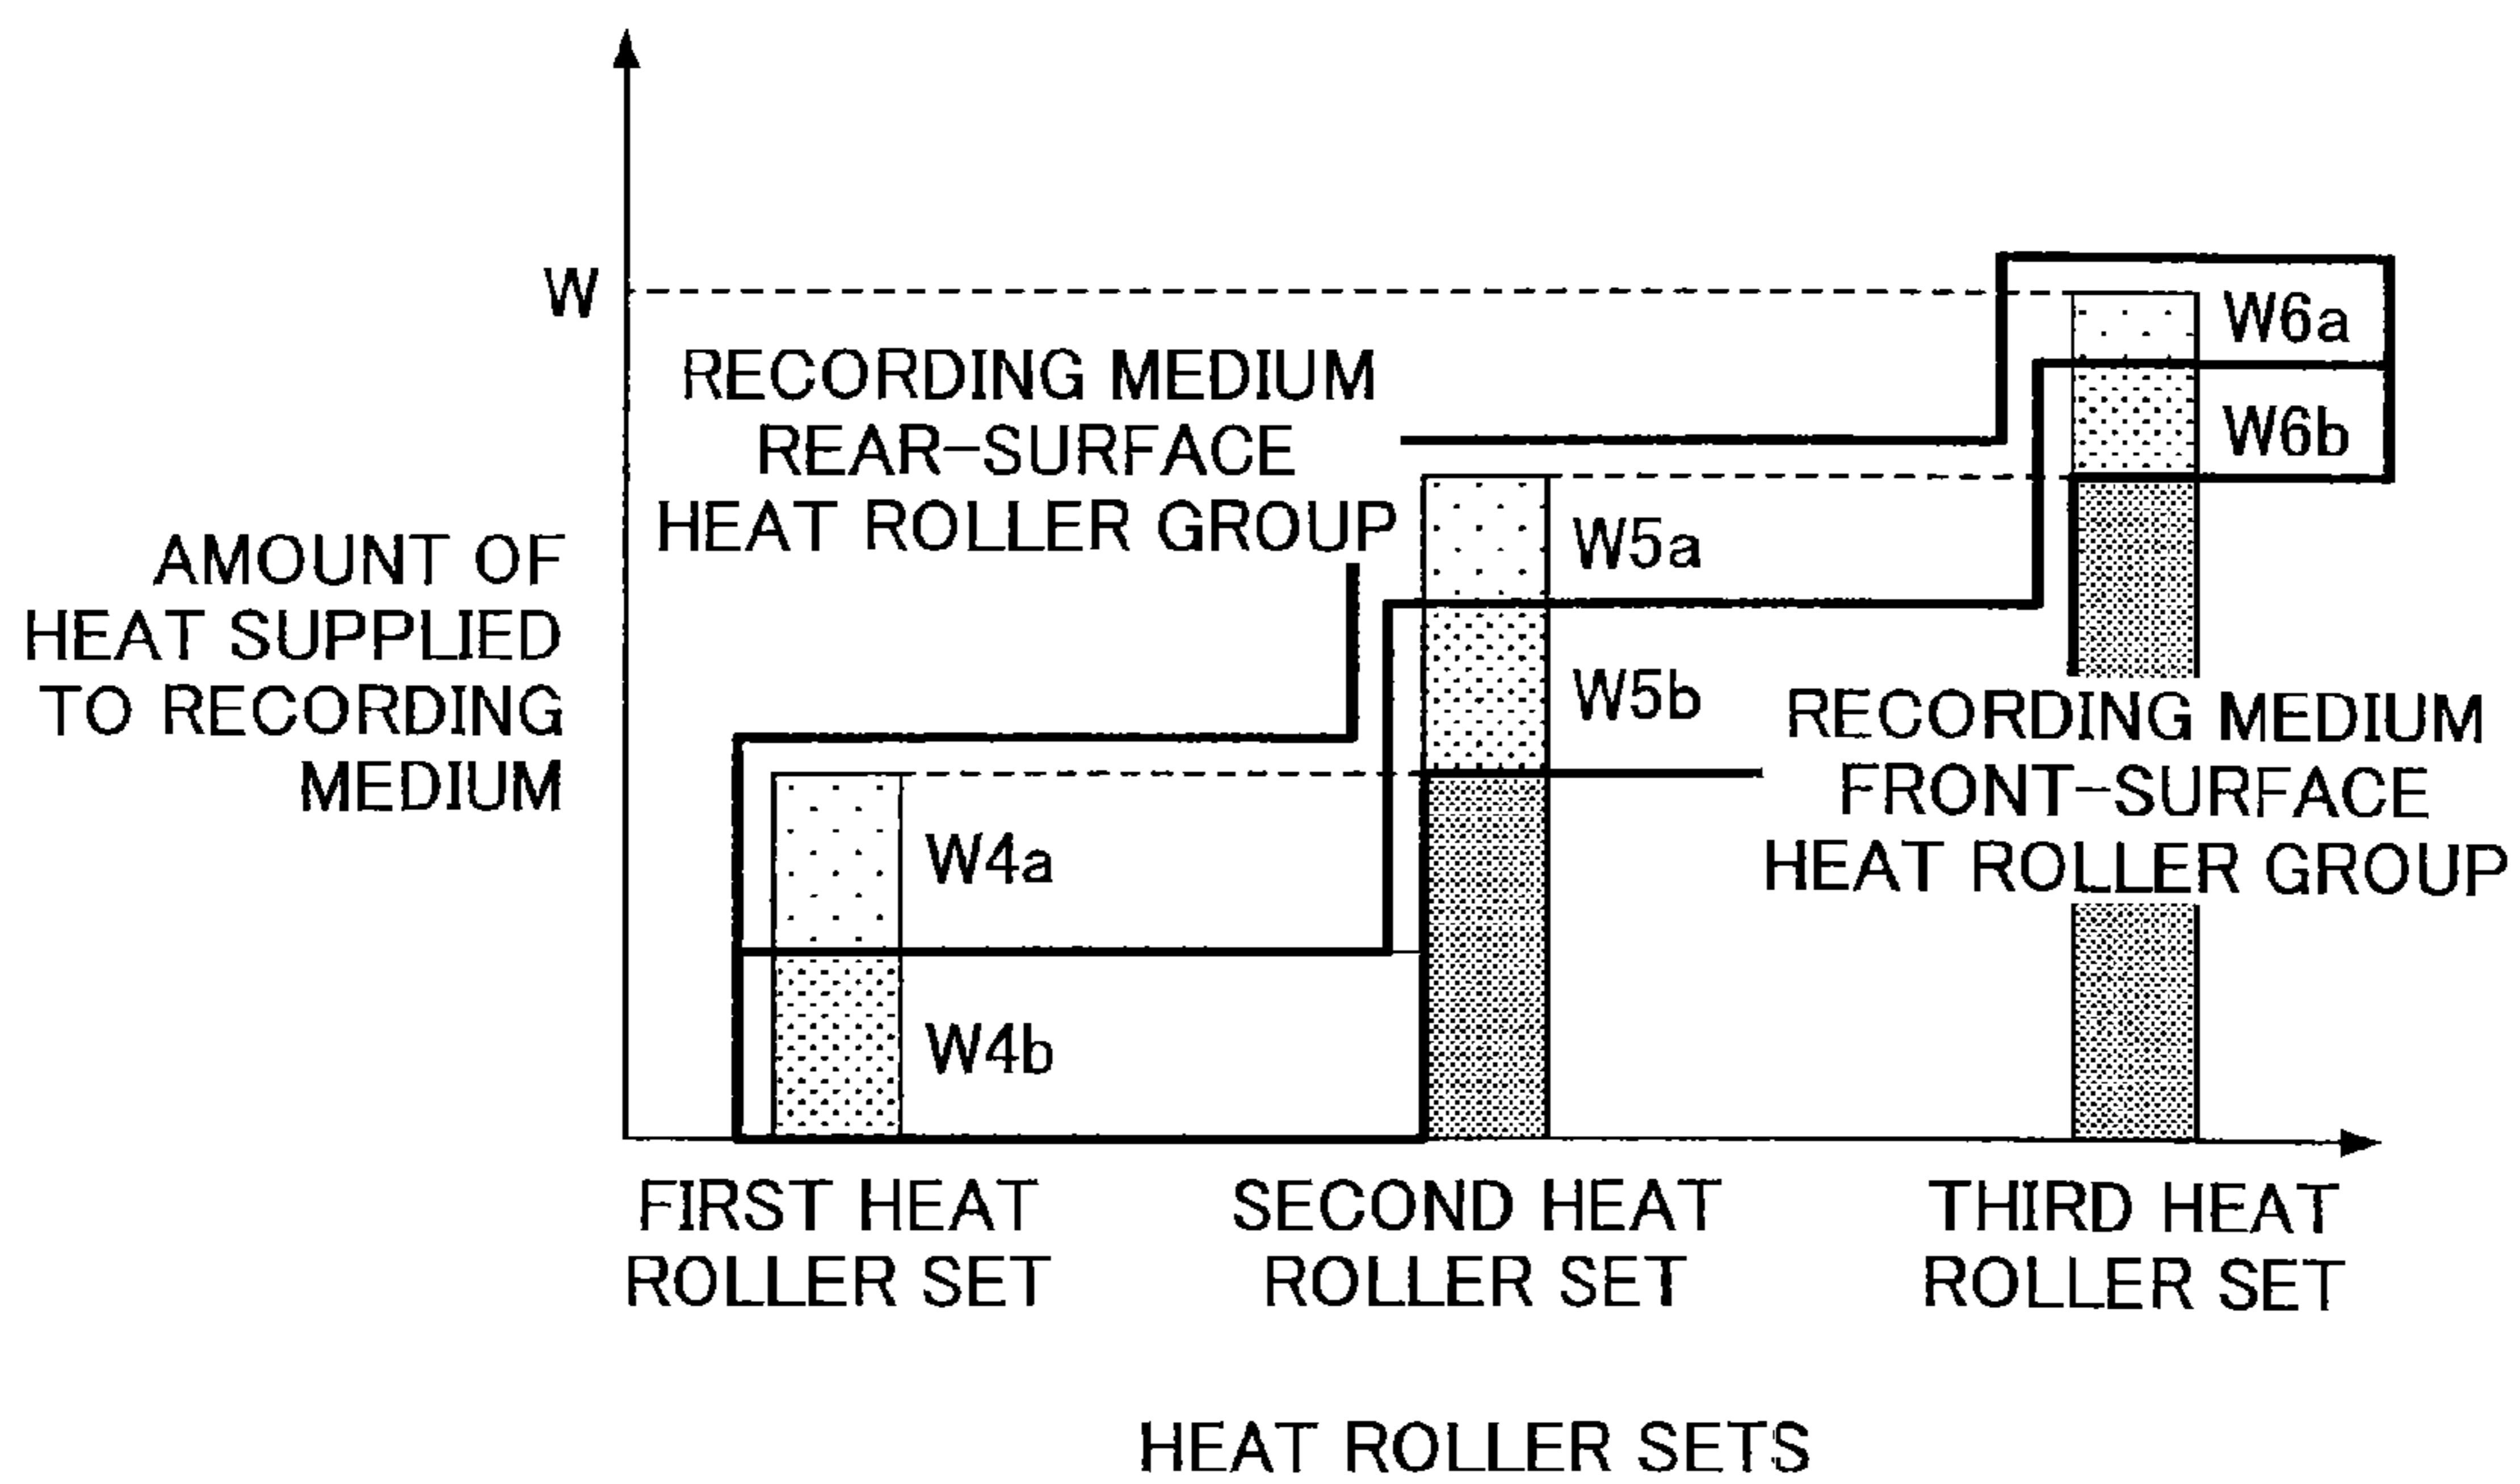 W
RECORDING MEDIUM
REAR-SURFACE
HEAT ROLLER GROUP
AMOUNT OF
HEAT SUPPLIED
TO RECORDING
MEDIUM
W6a
W6b
W5a
W5b
RECORDING MEDIUM
FRONT-SURFACE
HEAT ROLLER GROUP
W4a
W4b
FIRST HEAT
ROLLER SET
SECOND HEAT
ROLLER SET
THIRD HEAT
ROLLER SET
HEAT ROLLER SETS